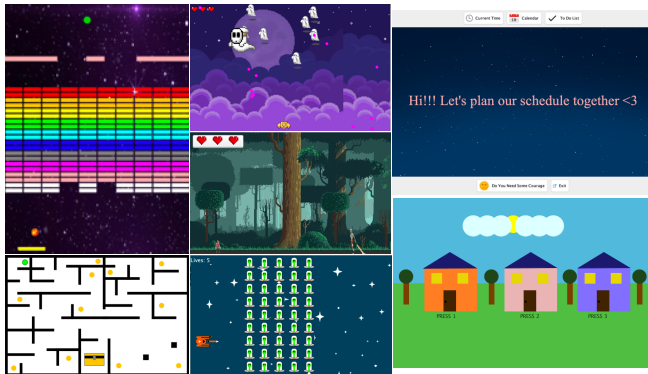 Current Time
Calendar
To Do List
Hi!!! Let's plan our schedule together <3
Do You Need Some Courage
Exit
Lives: 5
PRESS 1
PRESS 2
PRESS 3